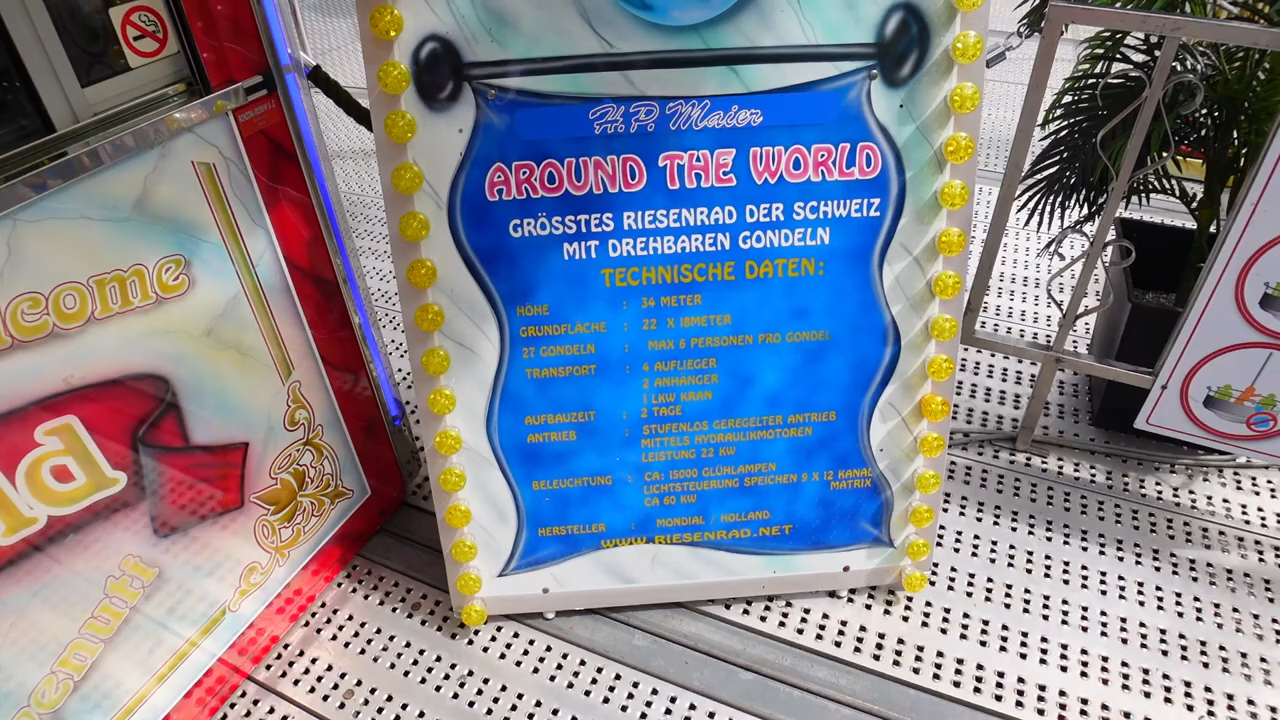 H.P. Maier
AROUND THE WORLD
GRÖSSTES RIESENRAD DER SCHWEIZ
MIT DREHBAREN GONDELN
TECHNISCHE DATEN:
HÖHE : 34 METER
GRUNDFLÄCHE : 22 X 18METER
27 GONDELN : MAX 6 PERSONEN PRO GONDEL
TRANSPORT : 4 AUFLIEGER
2 ANHÄNGER
1 LKW KRAN
AUFBAUZEIT : 2 TAGE
ANTRIEB : STUFENLOS GEREGELTER ANTRIEB
MITTELS HYDRAULIKMOTOREN
LEISTUNG 22 KW
BELEUCHTUNG : CA: 15000 GLÜHLAMPEN
LICHTSTEUERUNG SPEICHEN 9 X 12 KANAL
MATRIX
CA 60 KW
HERSTELLER : MONDIAL / HOLLAND
WWW.RIESENRAD.NET
lcome
ld
enuti